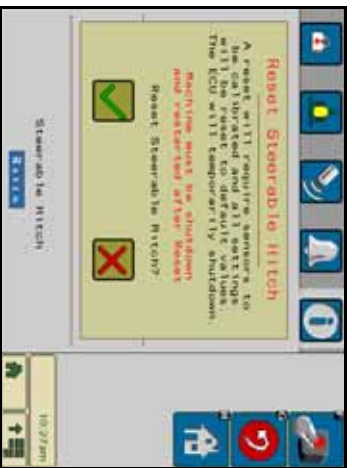 Reset Steerable Hitch
A reset will require sensors to
be calibrated and all settings
will be reset to default values.
The ECU will temporarily shutdown.
Machine must be shutdown
and restarted after Reset
Reset Steerable Hitch?
Steerable Hitch
Reset
10:27am